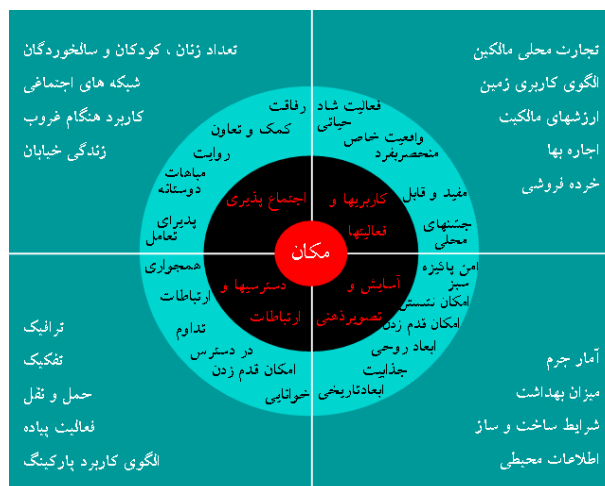 تجارت محلی مالکین
الگوی کاربری زمین
ارزشهای مالکیت
اجاره بها
خرده فروشی
تعداد زنان ، کودکان و سالخوردگان
شبکه های اجتماعی
کاربرد هنگام غروب
زندگی خیابان
فعالیت شاد
حیاتی
واقعیت خاص
منحصربفرد
مفید و قابل
جشنهای
محلی
رفاقت
کمک و تعاون
روایت
مباهات
دوستانه
پذیرای
تعامل
کاربریها و
فعالیتها
اجتماع پذیری
مکان
آسایش و
تصویرذهنی
دسترسیها و
ارتباطات
امن پاکیزه
سبز
امکان نشستن
امکان قدم زدن
ابعاد روحی
جذابیت
ابعادتاریخی
همجواری
ارتباطات
تداوم
در دسترس
امکان قدم زدن
خوانایی
آمار جرم
میزان بهداشت
شرایط ساخت و ساز
اطلاعات محیطی
ترافیک
تفکیک
حمل و نقل
فعالیت پیاده
الگوی کاربرد پارکینگ